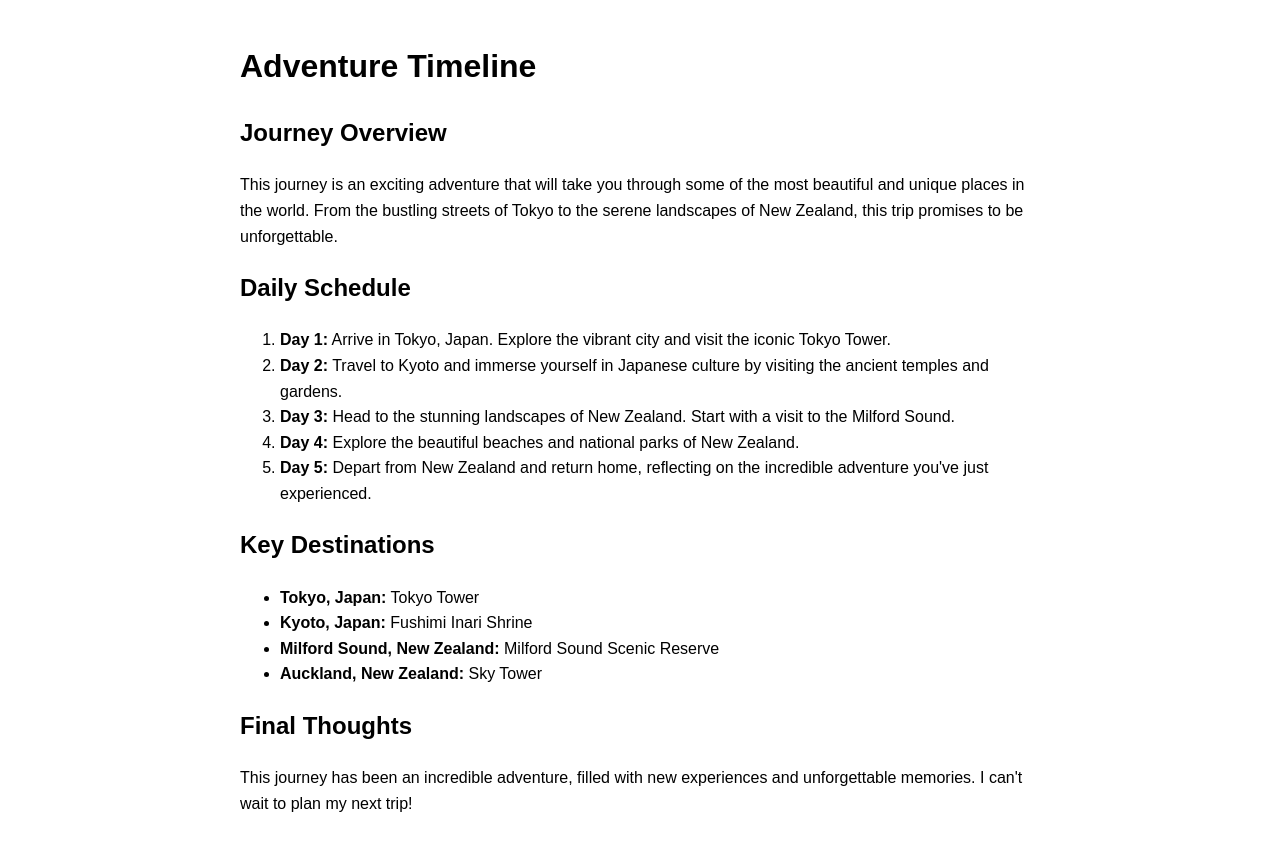 Adventure Timeline
Journey Overview
This journey is an exciting adventure that will take you through some of the most beautiful and unique places in
the world. From the bustling streets of Tokyo to the serene landscapes of New Zealand, this trip promises to be
unforgettable.
Daily Schedule
1. Day 1: Arrive in Tokyo, Japan. Explore the vibrant city and visit the iconic Tokyo Tower.
2. Day 2: Travel to Kyoto and immerse yourself in Japanese culture by visiting the ancient temples and
gardens.
3. Day 3: Head to the stunning landscapes of New Zealand. Start with a visit to the Milford Sound.
4. Day 4: Explore the beautiful beaches and national parks of New Zealand.
5. Day 5: Depart from New Zealand and return home, reflecting on the incredible adventure you've just
experienced.
Key Destinations
• Tokyo, Japan: Tokyo Tower
• Kyoto, Japan: Fushimi Inari Shrine
• Milford Sound, New Zealand: Milford Sound Scenic Reserve
• Auckland, New Zealand: Sky Tower
Final Thoughts
This journey has been an incredible adventure, filled with new experiences and unforgettable memories. I can't
wait to plan my next trip!